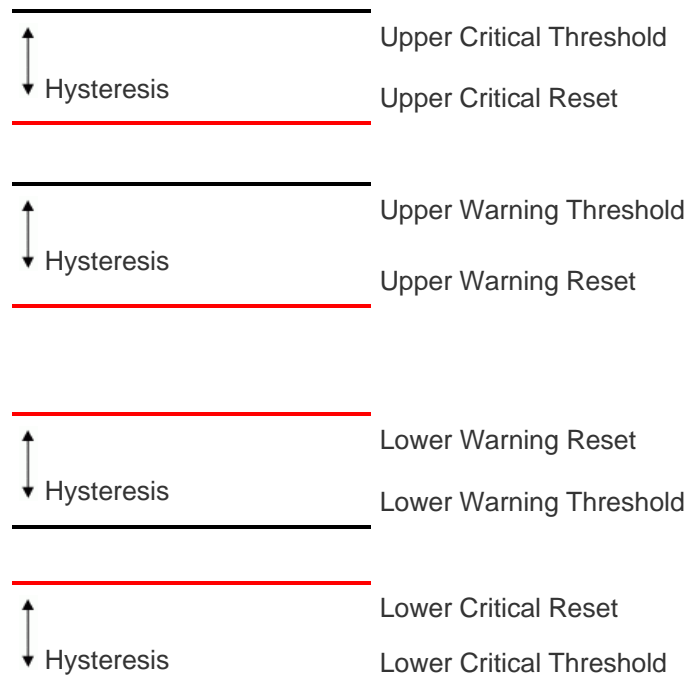 Upper Critical Threshold
Hysteresis
Upper Critical Reset
Upper Warning Threshold
Hysteresis
Upper Warning Reset
Lower Warning Reset
Hysteresis
Lower Warning Threshold
Lower Critical Reset
Hysteresis
Lower Critical Threshold